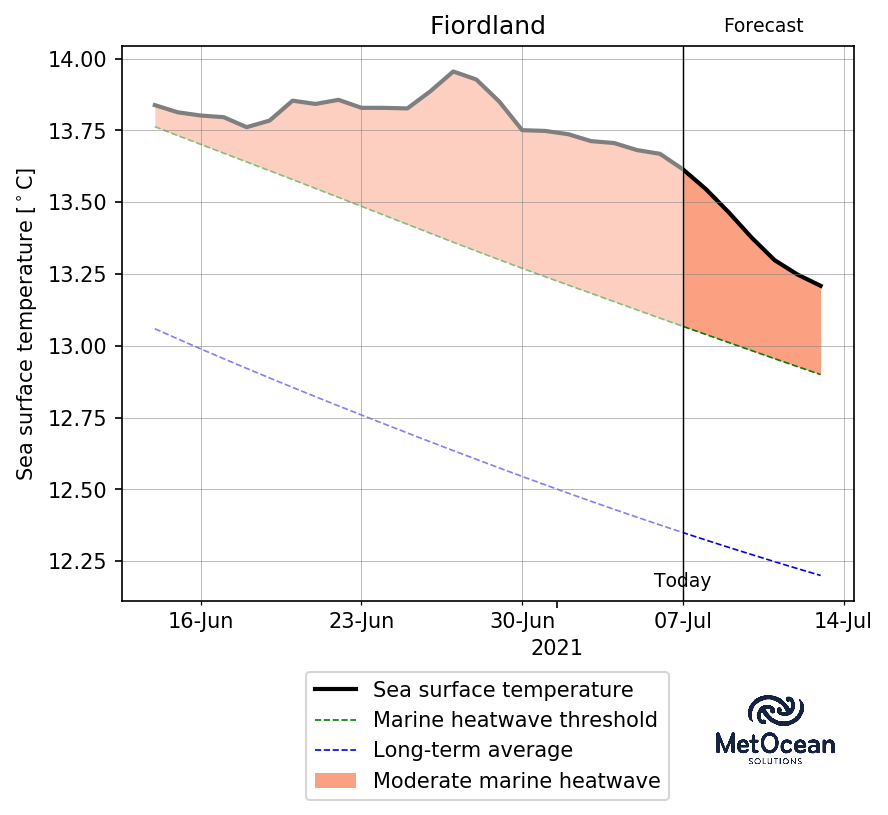 Fiordland
Forecast
Sea surface temperature [°C]
14.00
13.75
13.50
13.25
13.00
12.75
12.50
12.25
Today
16-Jun 23-Jun 30-Jun 07-Jul 14-Jul
2021
Sea surface temperature
Marine heatwave threshold
Long-term average
Moderate marine heatwave
MetOcean
SOLUTIONS